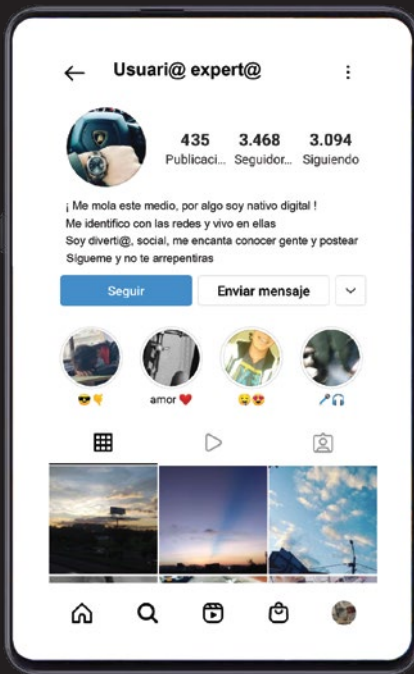 Usuari@ expert@
435 3.468 3.094
Publicaci... Seguidor... Siguiendo
¡ Me mola este medio, por algo soy nativo digital !
Me identifico con las redes y vivo en ellas
Soy diverti@, social, me encanta conocer gente y postear
Sigueme y no te arrepentiras
Seguir Enviar mensaje
😎👎 amor ❤️ 🤤😍 🎤🎧